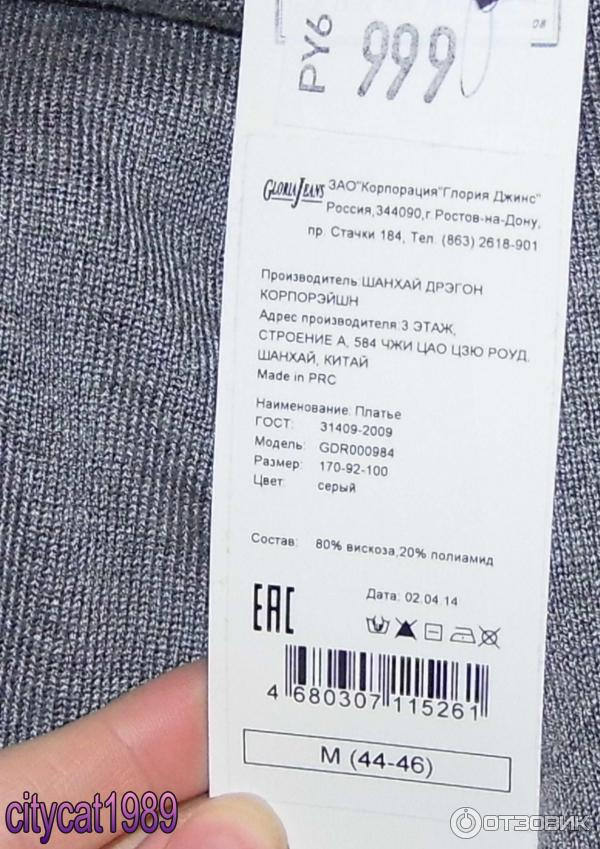 08
РУБ 999
GLORIA JEANS ЗАО"Корпорация"Глория Джинс"
Россия,344090,г.Ростов-на-Дону,
пр. Стачки 184, Тел. (863) 2618-901
Производитель:ШАНХАЙ ДРЭГОН
КОРПОРЭЙШН
Адрес производителя:3 ЭТАЖ,
СТРОЕНИЕ А, 584 ЧЖИ ЦАО ЦЗЮ РОУД,
ШАНХАЙ, КИТАЙ
Made in PRC
Наименование: Платье
ГОСТ: 31409-2009
Модель: GDR000984
Размер: 170-92-100
Цвет: серый
Состав: 80% вискоза,20% полиамид
Дата: 02.04.14
EAC
4 680307 115261
M (44-46)
citycat1989
ОТЗОВИК